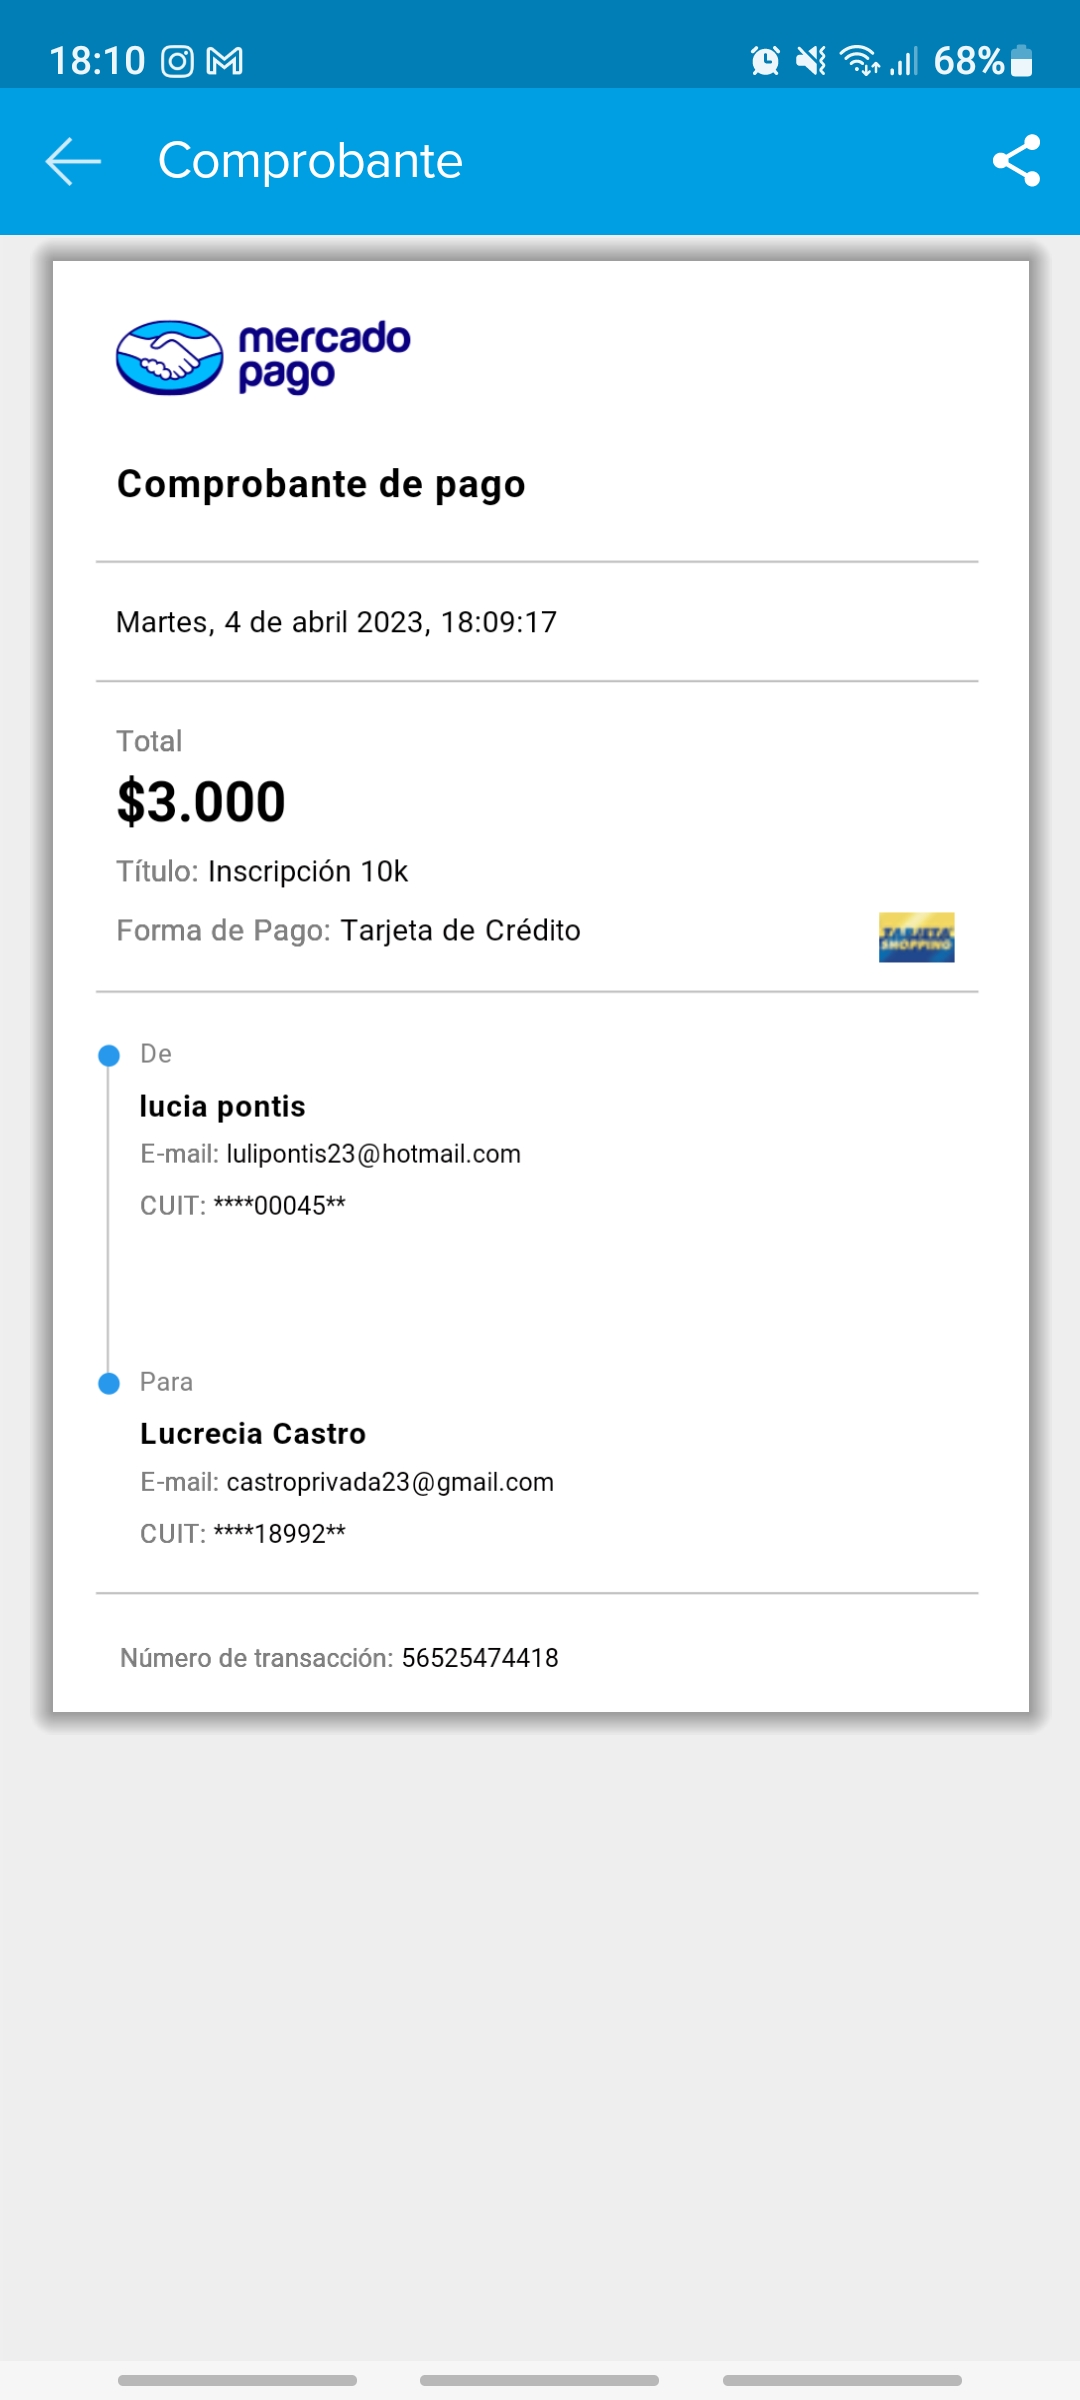 18:10 68%
Comprobante
mercado
pago
Comprobante de pago
Martes, 4 de abril 2023, 18:09:17
Total
$3.000
Título: Inscripción 10k
Forma de Pago: Tarjeta de Crédito
TARJETA
SHOPPING
De
lucia pontis
E-mail: lulipontis23@hotmail.com
CUIT: ****00045**
Para
Lucrecia Castro
E-mail: castroprivada23@gmail.com
CUIT: ****18992**
Número de transacción: 56525474418